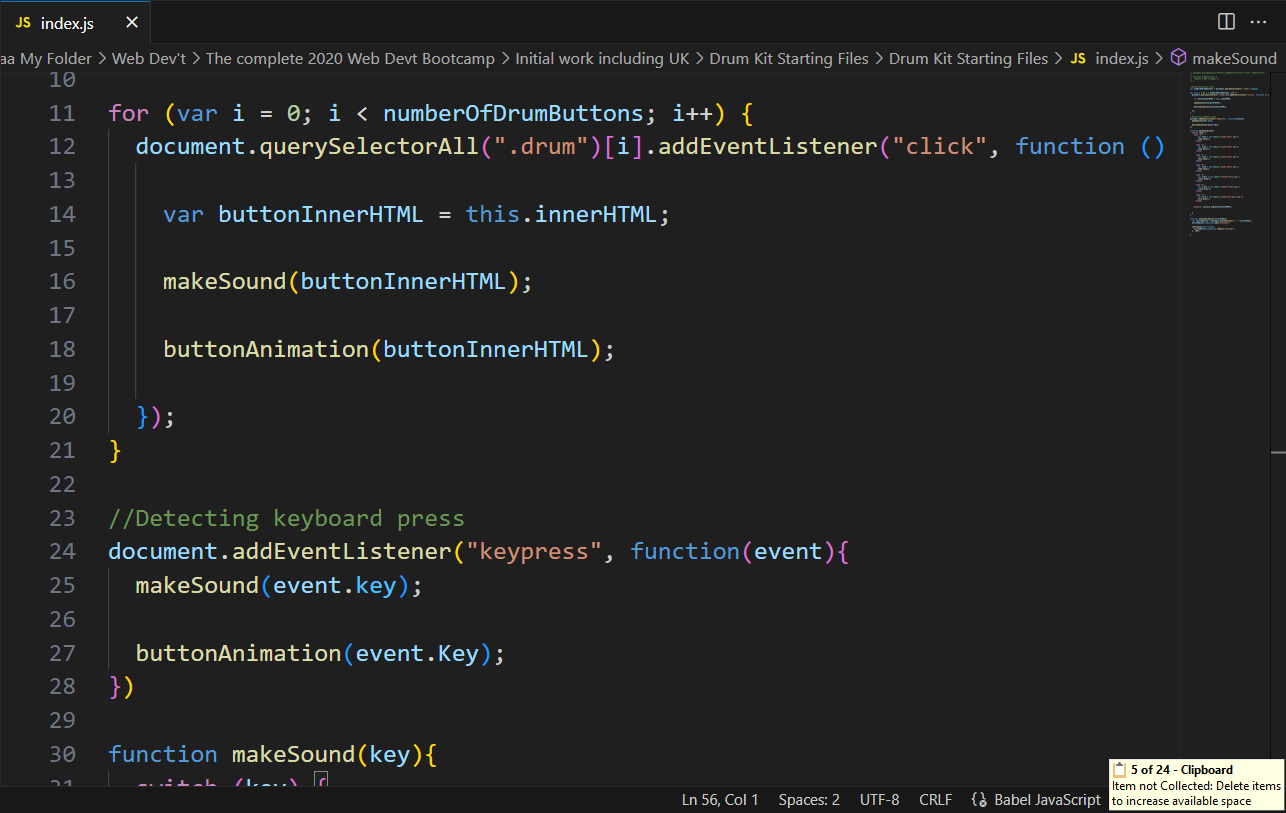 JS index.js ×
aa My Folder > Web Dev't > The complete 2020 Web Devt Bootcamp > Initial work including UK > Drum Kit Starting Files > Drum Kit Starting Files > JS index.js > makeSound
10
11 for (var i = 0; i < numberOfDrumButtons; i++) {
12 document.querySelectorAll(".drum")[i].addEventListener("click", function ()
13
14 var buttonInnerHTML = this.innerHTML;
15
16 makeSound(buttonInnerHTML);
17
18 buttonAnimation(buttonInnerHTML);
19
20 });
21 }
22
23 //Detecting keyboard press
24 document.addEventListener("keypress", function(event){
25 makeSound(event.key);
26
27 buttonAnimation(event.Key);
28 })
29
30 function makeSound(key){
31 switch (key) {
5 of 24 - Clipboard
Item not Collected: Delete items
to increase available space
Ln 56, Col 1 Spaces: 2 UTF-8 CRLF Babel JavaScript